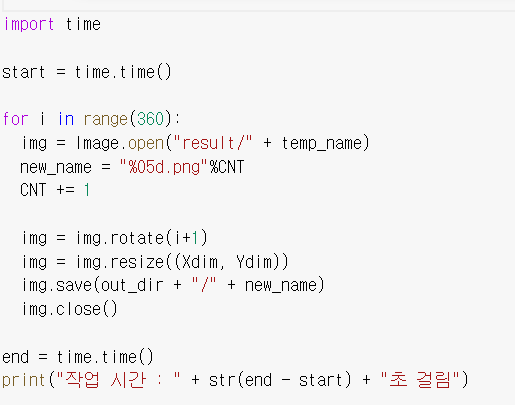 import time
start = time.time()
for i in range(360):
img = Image.open("result/" + temp_name)
new_name = "%05d.png"%CNT
CNT += 1
img = img.rotate(i+1)
img = img.resize((Xdim, Ydim))
img.save(out_dir + "/" + new_name)
img.close()
end = time.time()
print("작업 시간 : " + str(end - start) + "초 걸림")